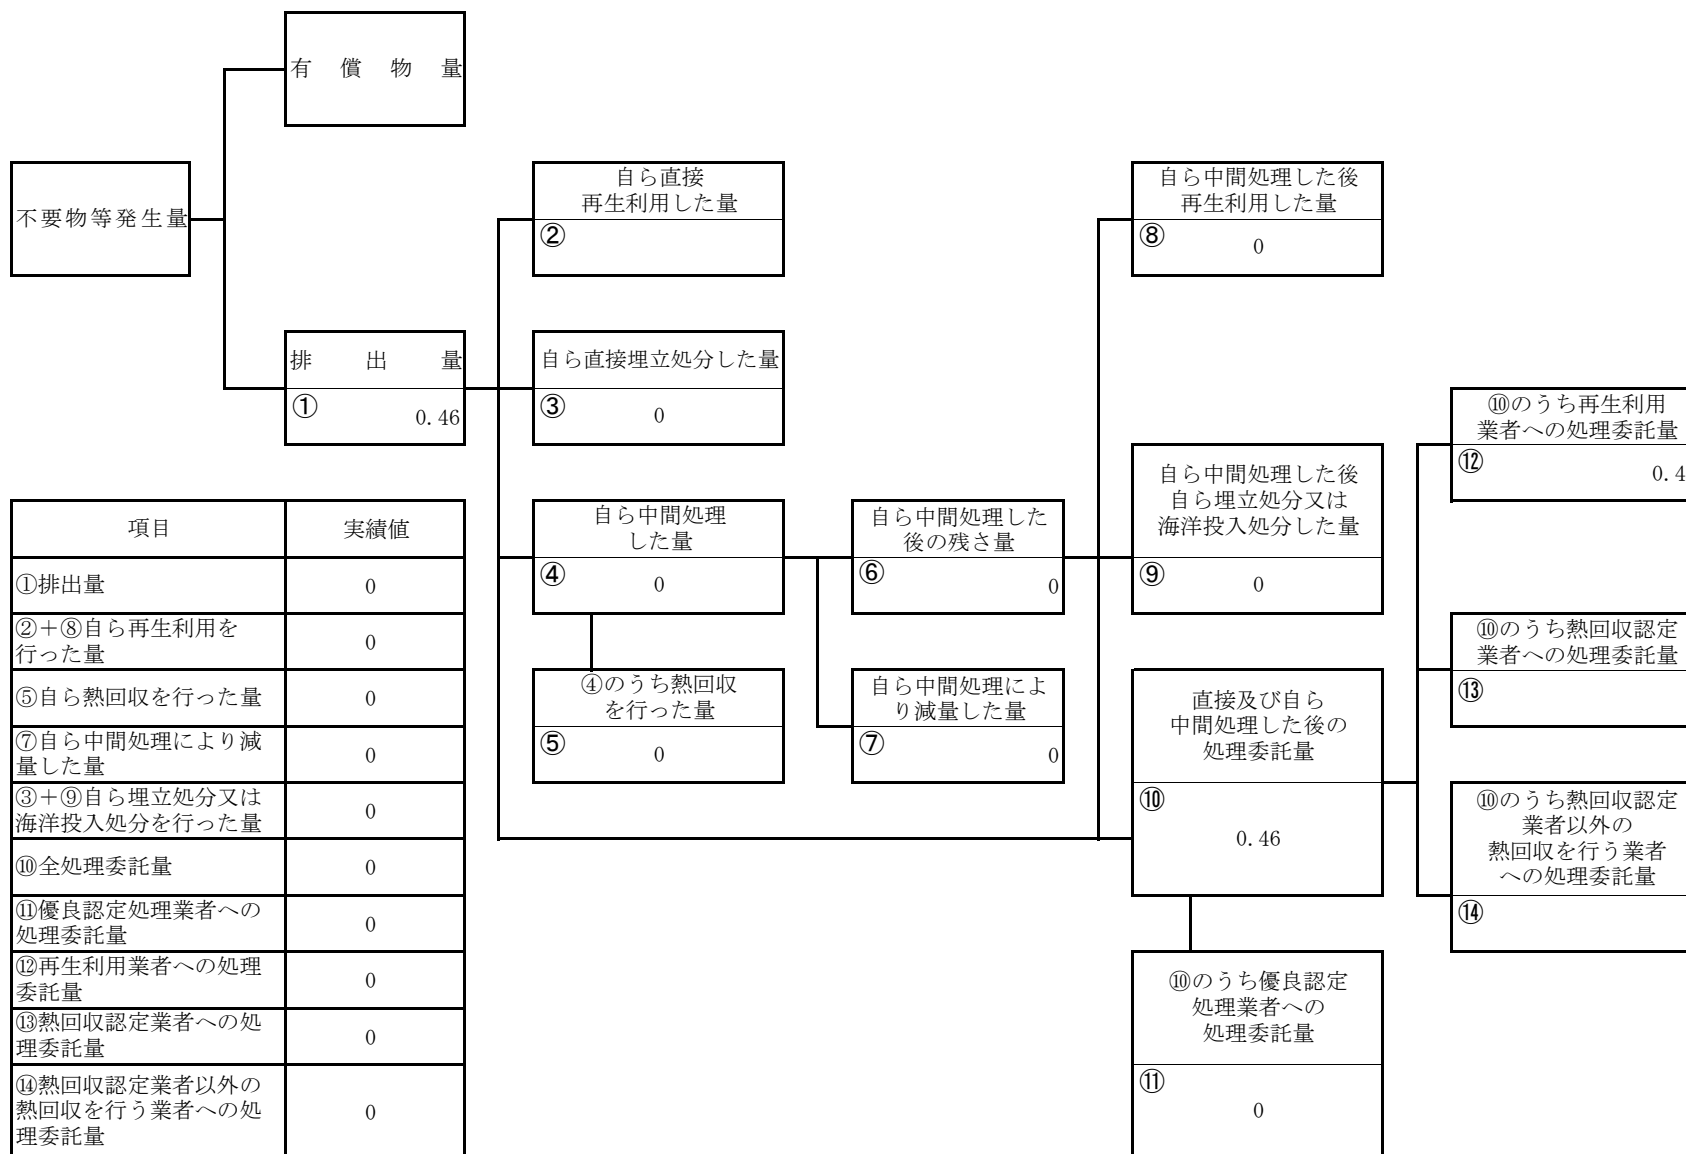 有償物量
不要物等発生量
排出量
①
0.46
自ら直接
再生利用した量
②
自ら直接埋立処分した量
③
0
自ら中間処理
した量
④
0
④のうち熱回収
を行った量
⑤
0
自ら中間処理した
後の残さ量
⑥
0
自ら中間処理によ
り減量した量
⑦
0
自ら中間処理した後
再生利用した量
⑧
0
自ら中間処理した後
自ら埋立処分又は
海洋投入処分した量
⑨
0
直接及び自ら
中間処理した後の
処理委託量
⑩
0.46
⑩のうち優良認定
処理業者への
処理委託量
⑪
0
⑩のうち再生利用
業者への処理委託量
⑫
0.4
⑩のうち熱回収認定
業者への処理委託量
⑬
⑩のうち熱回収認定
業者以外の
熱回収を行う業者
への処理委託量
⑭
項目 実績値
①排出量 0
②+⑧自ら再生利用を
行った量 0
⑤自ら熱回収を行った量 0
⑦自ら中間処理により減
量した量 0
③+⑨自ら埋立処分又は
海洋投入処分を行った量 0
⑩全処理委託量 0
⑪優良認定処理業者への
処理委託量 0
⑫再生利用業者への処理
委託量 0
⑬熱回収認定業者への処
理委託量 0
⑭熱回収認定業者以外の
熱回収を行う業者への処
理委託量 0